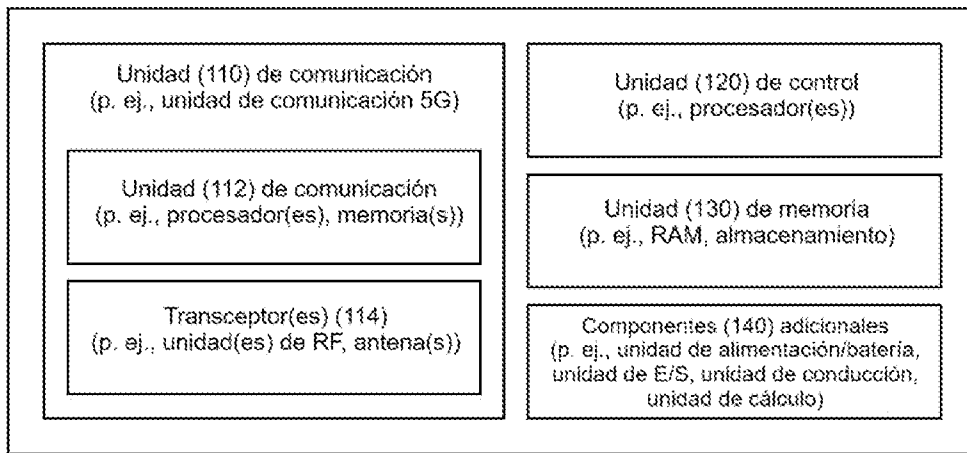 Unidad (110) de comunicación
(p. ej., unidad de comunicación 5G)
Unidad (112) de comunicación
(p. ej., procesador(es), memoria(s))
Transceptor(es) (114)
(p. ej., unidad(es) de RF, antena(s))
Unidad (120) de control
(p. ej., procesador(es))
Unidad (130) de memoria
(p. ej., RAM, almacenamiento)
Componentes (140) adicionales
(p. ej., unidad de alimentación/batería,
unidad de E/S, unidad de conducción,
unidad de cálculo)